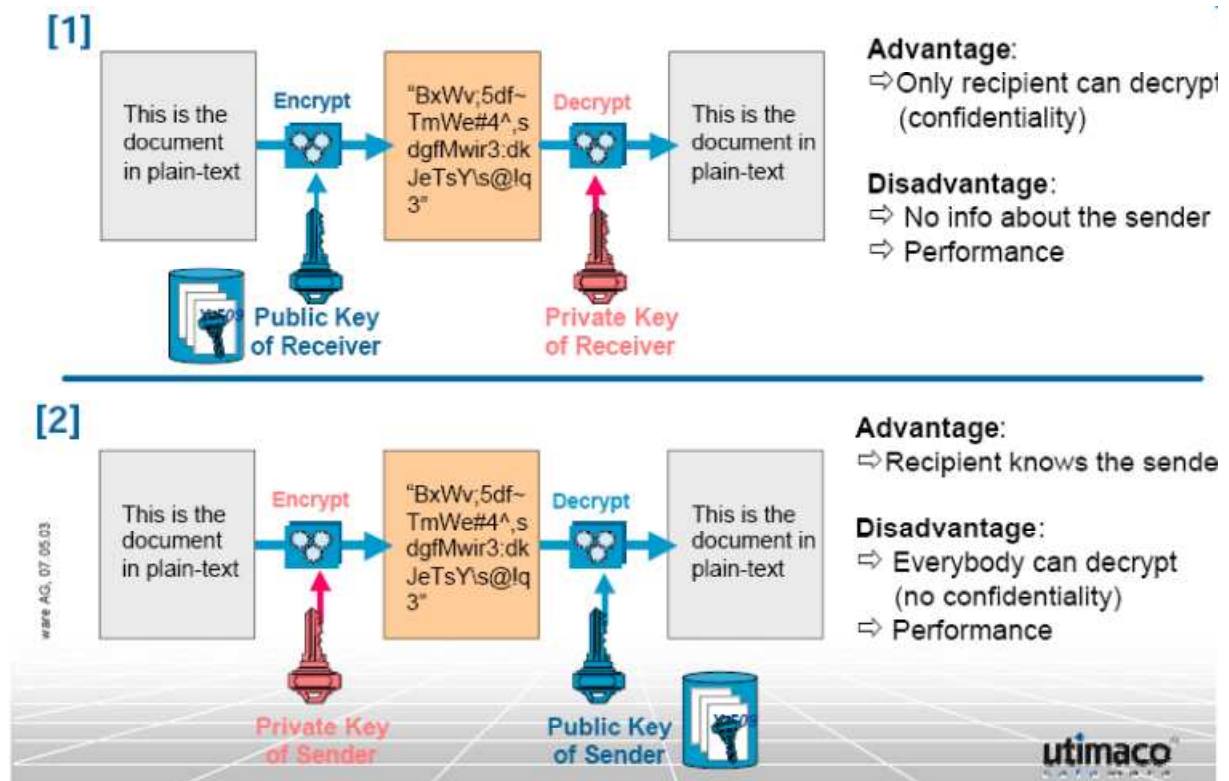 [1]
This is the
document
in plain-text
Encrypt
“BxWv;5df~
TmWe#4^,s
dgfMwir3:dk
JeTsY\s@!q
3”
Decrypt
This is the
document in
plain-text
Public Key
of Receiver
Private Key
of Receiver
Advantage:
⇨Only recipient can decrypt
(confidentiality)
Disadvantage:
⇨ No info about the sender
⇨ Performance
[2]
This is the
document
in plain-text
Encrypt
“BxWv;5df~
TmWe#4^,s
dgfMwir3:dk
JeTsY\s@!q
3”
Decrypt
This is the
document in
plain-text
Private Key
of Sender
Public Key
of Sender
Advantage:
⇨Recipient knows the sende
Disadvantage:
⇨ Everybody can decrypt
(no confidentiality)
⇨ Performance
ware AG, 07.05.03
utimaco